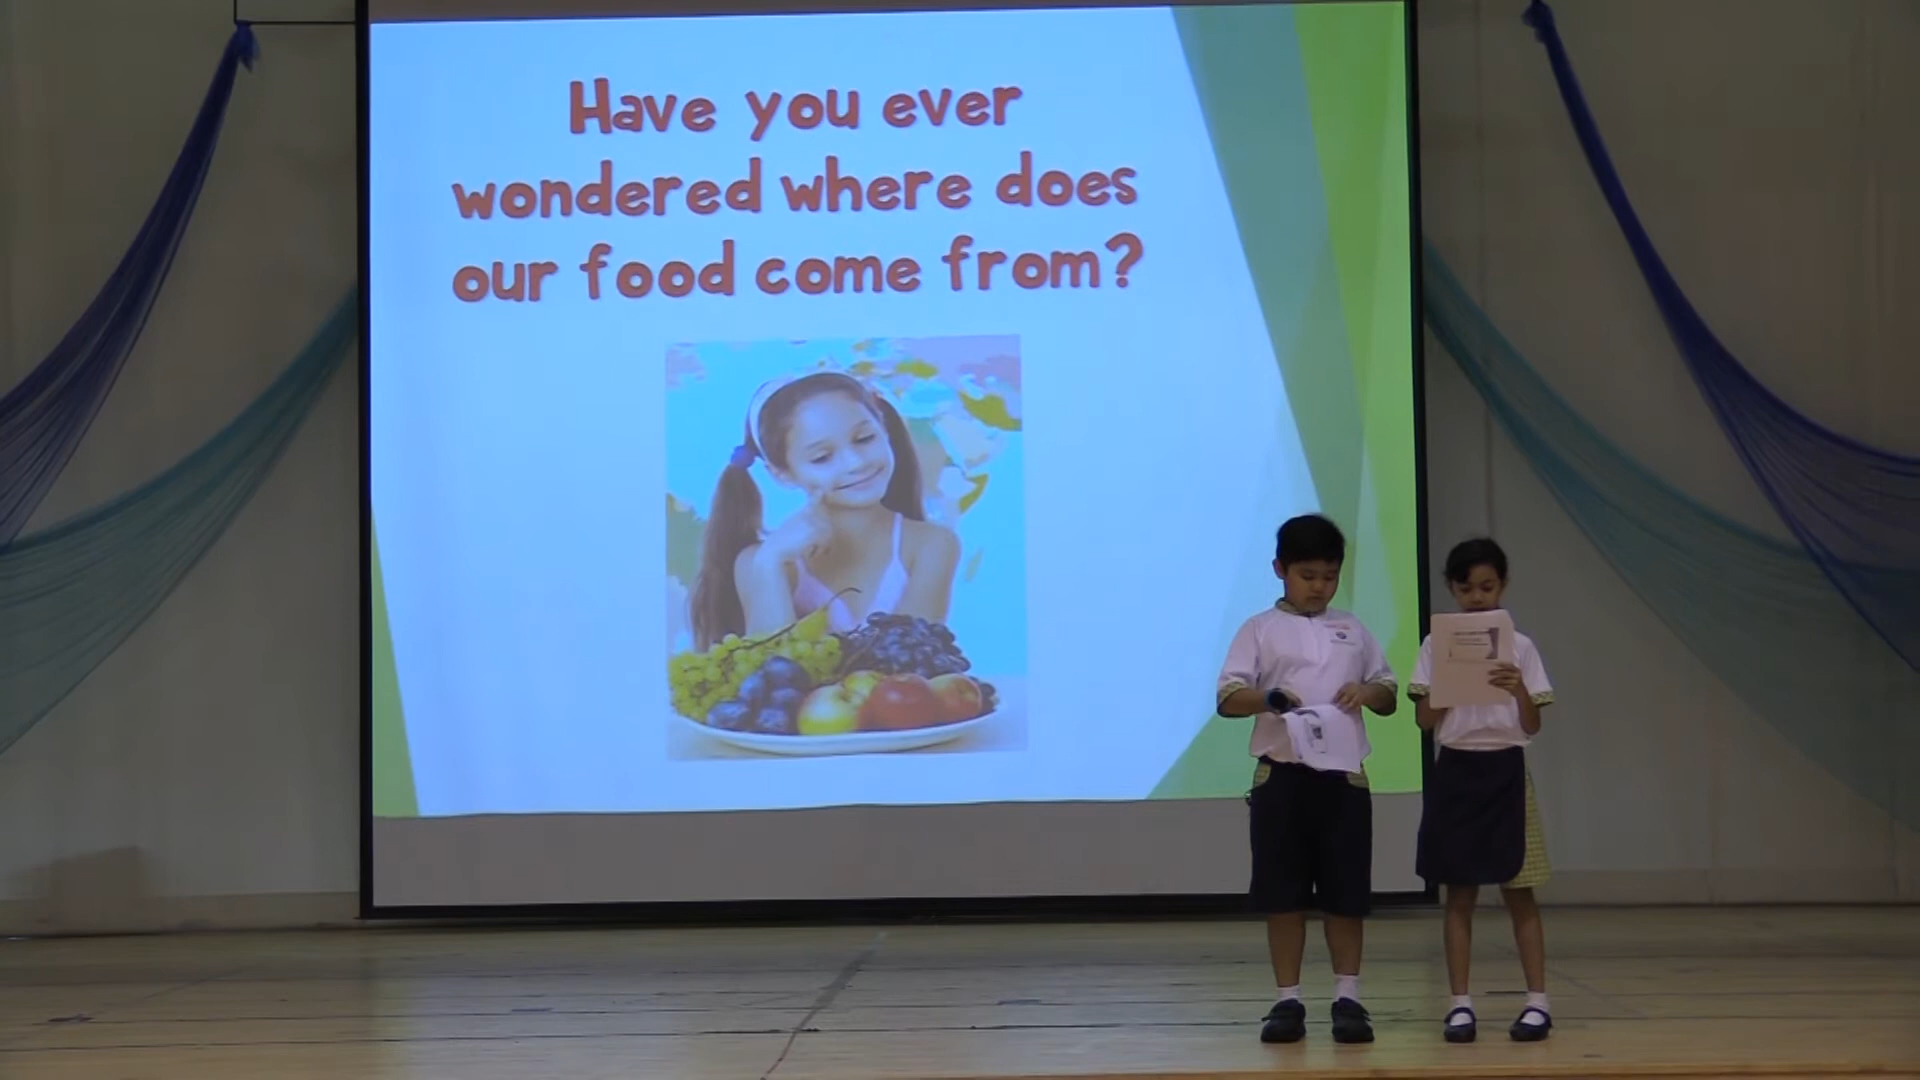 Have you ever
wondered where does
our food come from?